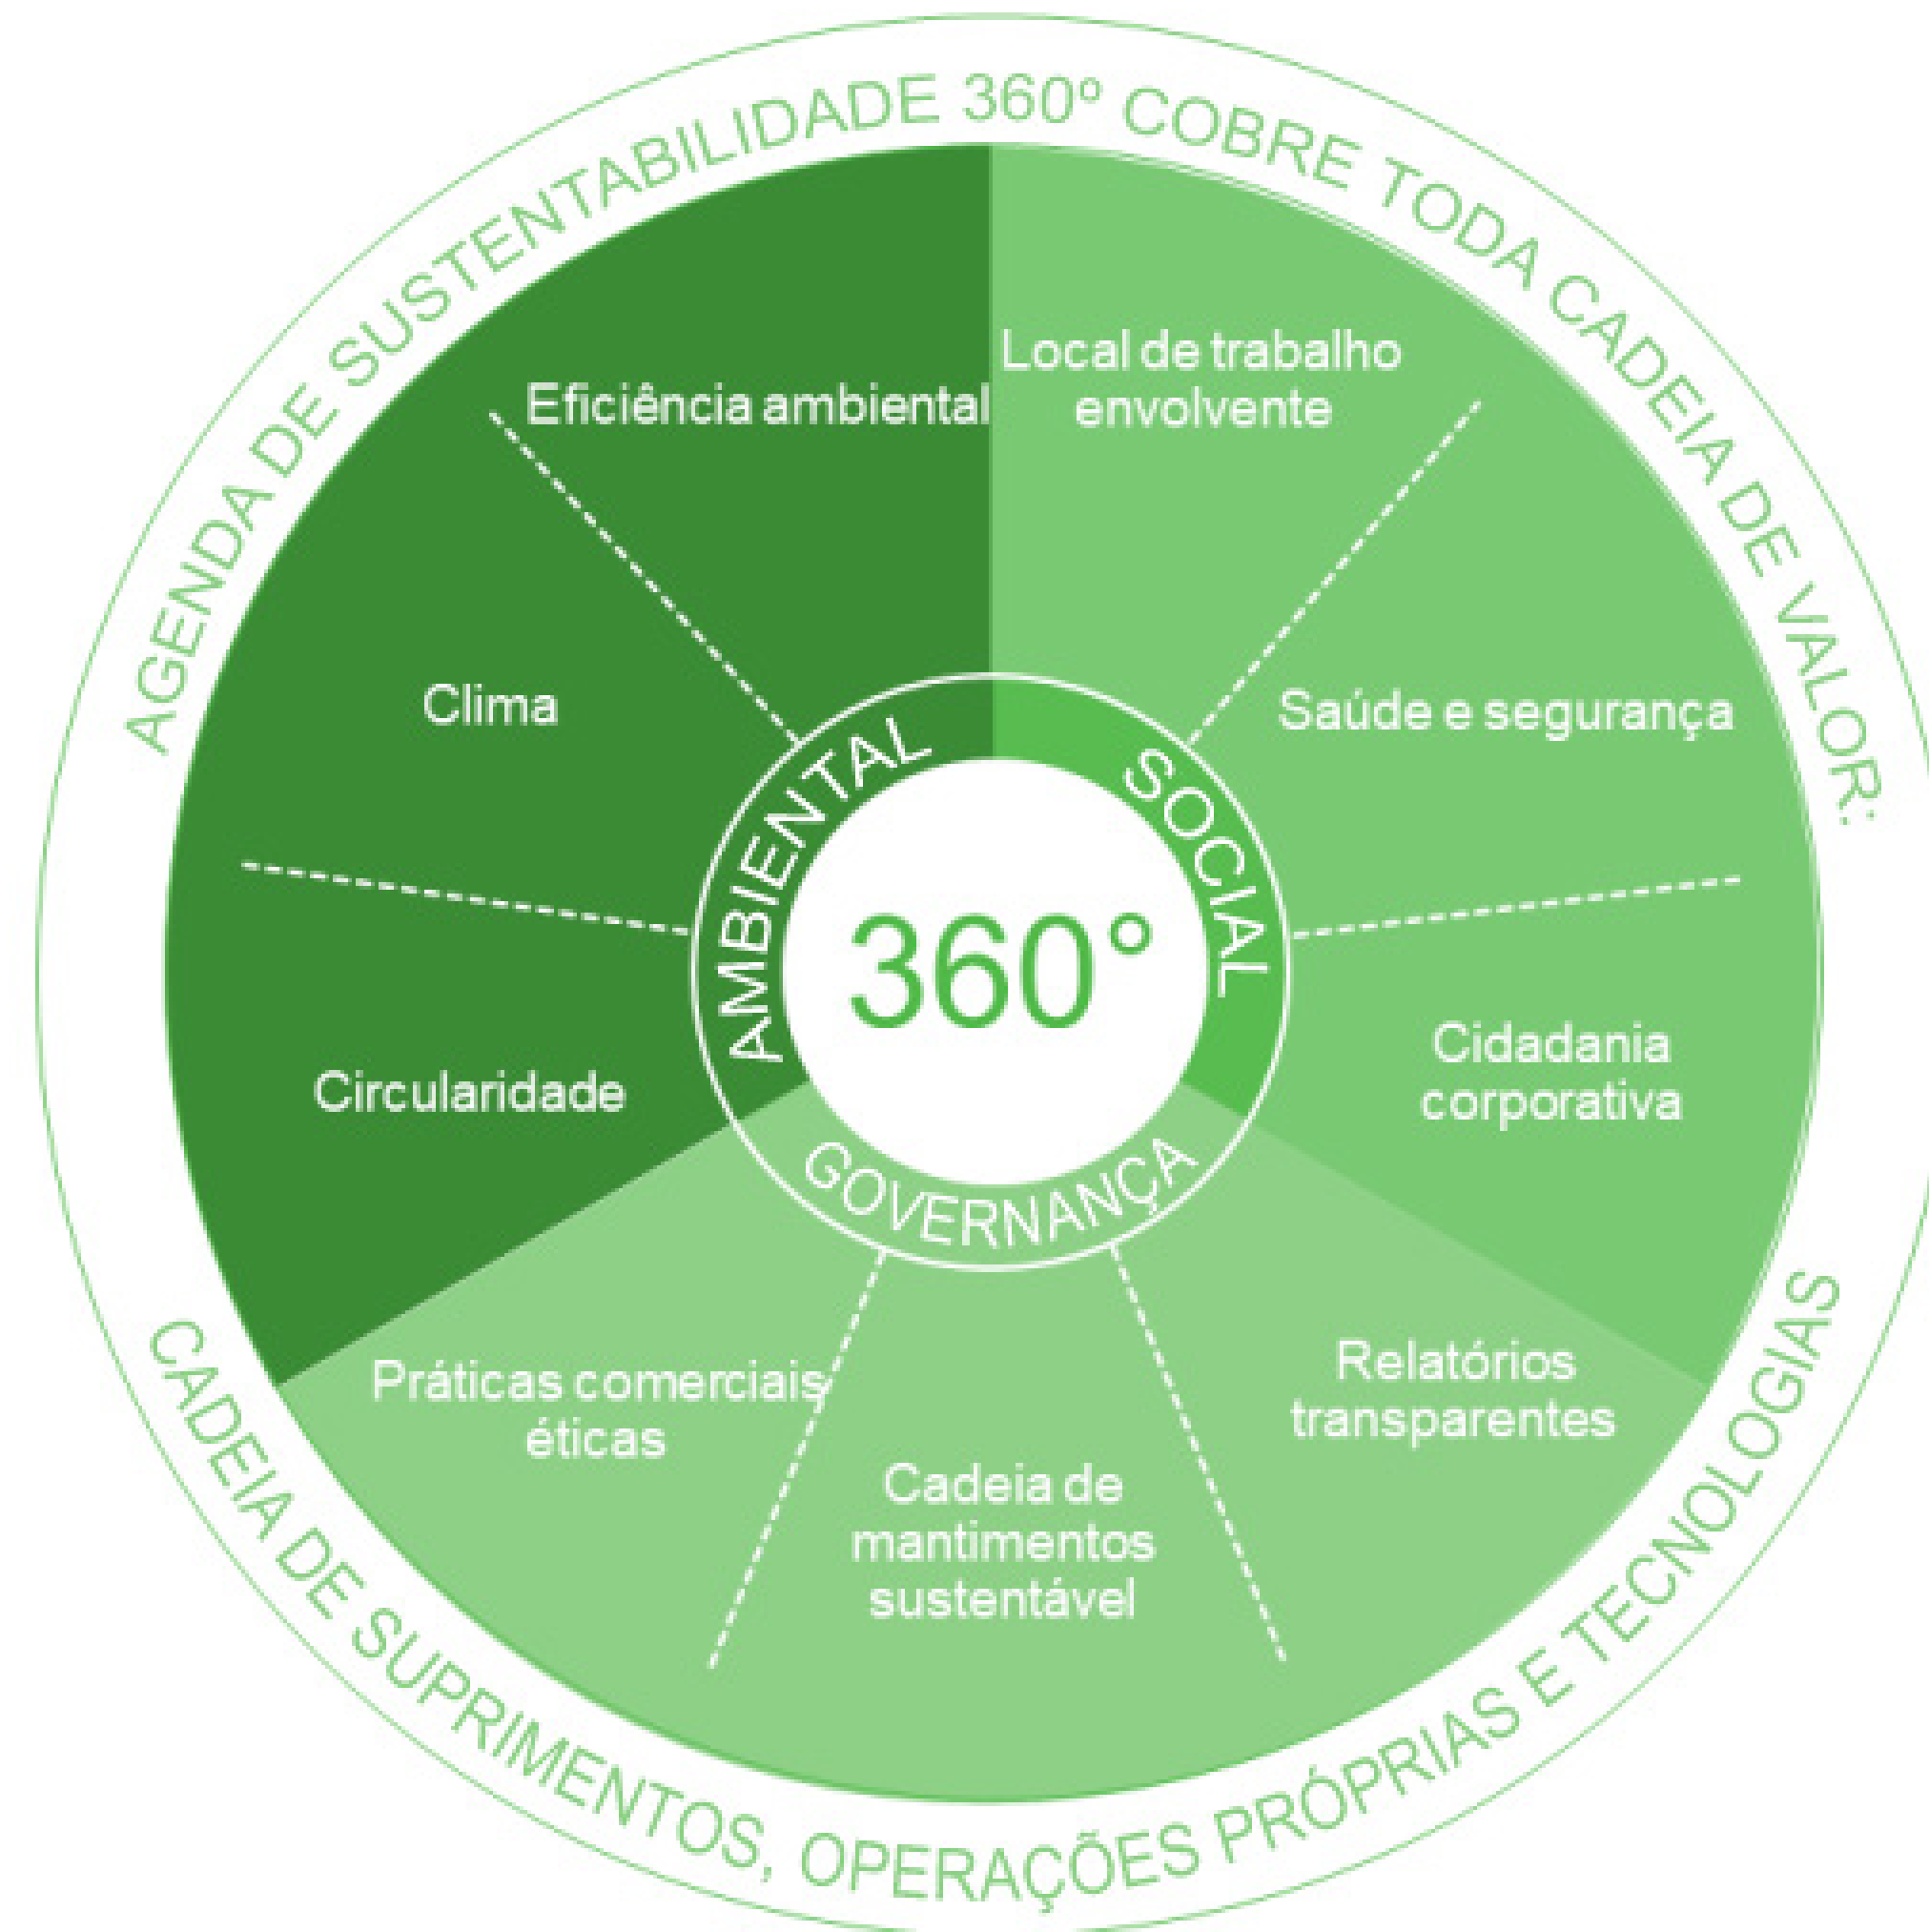 AGENDA DE SUSTENTABILIDADE 360º COBRE TODA CADEIA DE VALOR:
Eficiência ambiental
Local de trabalho
envolvente
Clima
Saúde e segurança
AMBIENTAL
SOCIAL
360°
Circularidade
Cidadania
corporativa
GOVERNANÇA
Práticas comerciais
éticas
Cadeia de
mantimentos
sustentável
Relatórios
transparentes
CADEIA DE SUPRIMENTOS, OPERAÇÕES PRÓPRIAS E TECNOLOGIAS